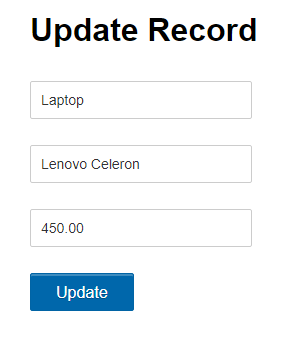 Update Record
Laptop
Lenovo Celeron
450.00
Update